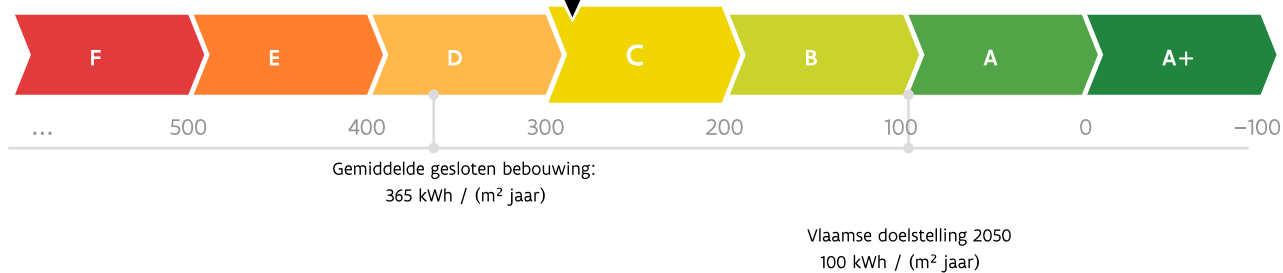 F E D C B A A+
... 500 400 300 200 100 0 –100
Gemiddelde gesloten bebouwing:
365 kWh / (m² jaar)
Vlaamse doelstelling 2050
100 kWh / (m² jaar)